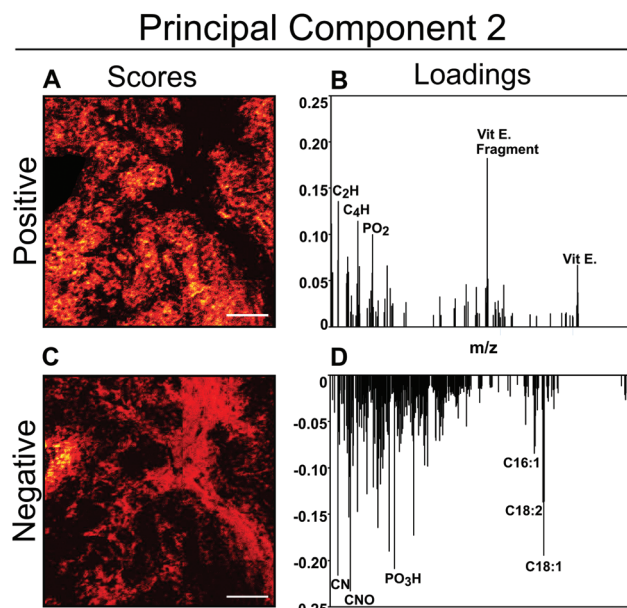 Principal Component 2
A Scores
B Loadings
Positive
0.25
0.20
0.15
0.10
0.05
0
C2H
C4H
PO2
Vit E.
Fragment
Vit E.
m/z
C
D
Negative
0
-0.05
-0.10
-0.15
-0.20
-0.25
CN
CNO
PO3H
C16:1
C18:2
C18:1